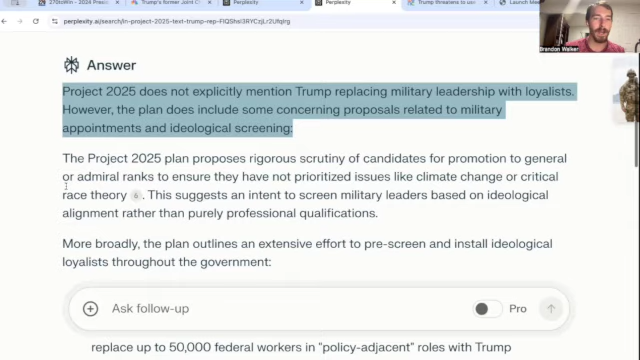 270toWin - 2024 Presid
Trump's former Joint C
Perplexity
Perplexity
Trump threatens to use
Launch Meet
perplexity.ai/search/in-project-2025-text-trump-rep-
Brandon Walker
Answer
Project 2025 does not explicitly mention Trump replacing military leadership with loyalists.
However, the plan does include some concerning proposals related to military
appointments and ideological screening:
The Project 2025 plan proposes rigorous scrutiny of candidates for promotion to general
or admiral ranks to ensure they have not prioritized issues like climate change or critical
race theory 6 . This suggests an intent to screen military leaders based on ideological
alignment rather than purely professional qualifications.
More broadly, the plan outlines an extensive effort to pre-screen and install ideological
loyalists throughout the government:
Ask follow-up
Pro
replace up to 50,000 federal workers in "policy-adjacent" roles with Trump